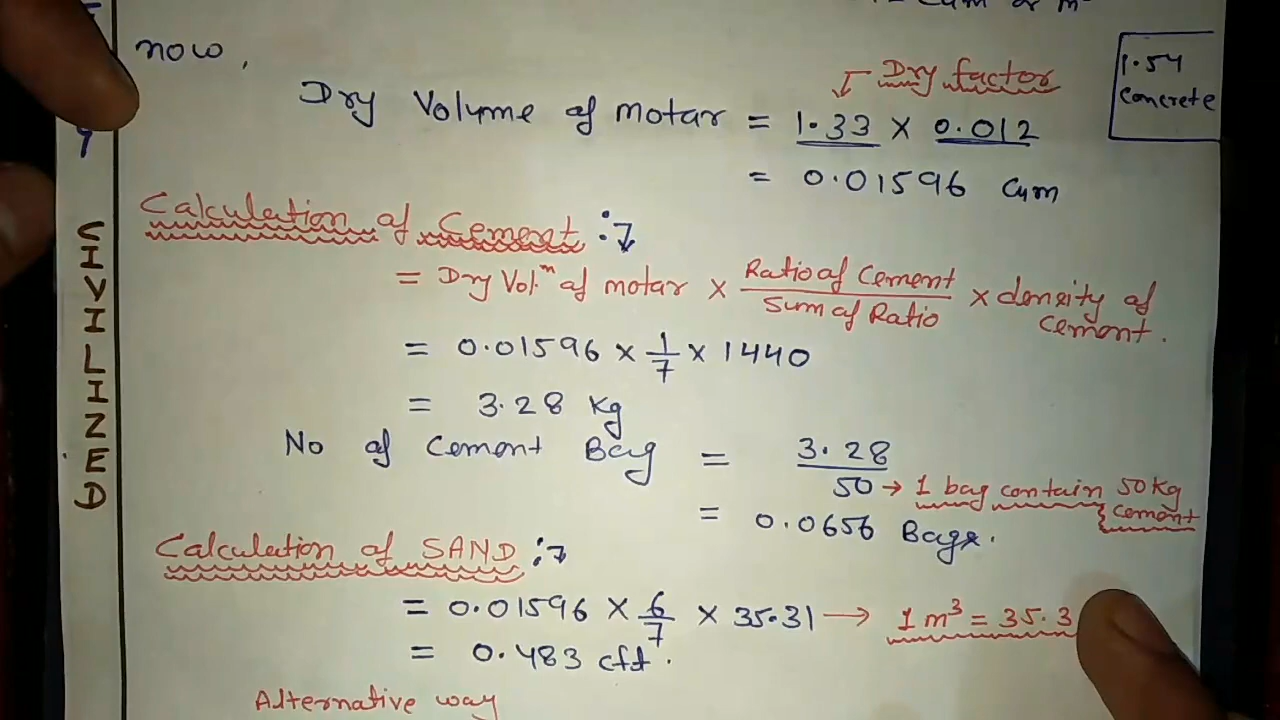 now,
Dry factor
1.54
Concrete
Dry Volume of motar = 1.33 × 0.012
= 0.01596 Cum
Calculation of Cement :→
= Dry Vol.ᵐ of motar × Ratio of Cement / Sum of Ratio × density of cement.
= 0.01596 × 1/7 × 1440
= 3.28 Kg
No of Cement Bag = 3.28 / 50 → 1 bag contain 50 kg cement
= 0.0656 Bags.
Calculation of SAND :→
= 0.01596 × 6/7 × 35.31 → 1 m³ = 35.3
= 0.483 cft.
Alternative way
CIVILIZED